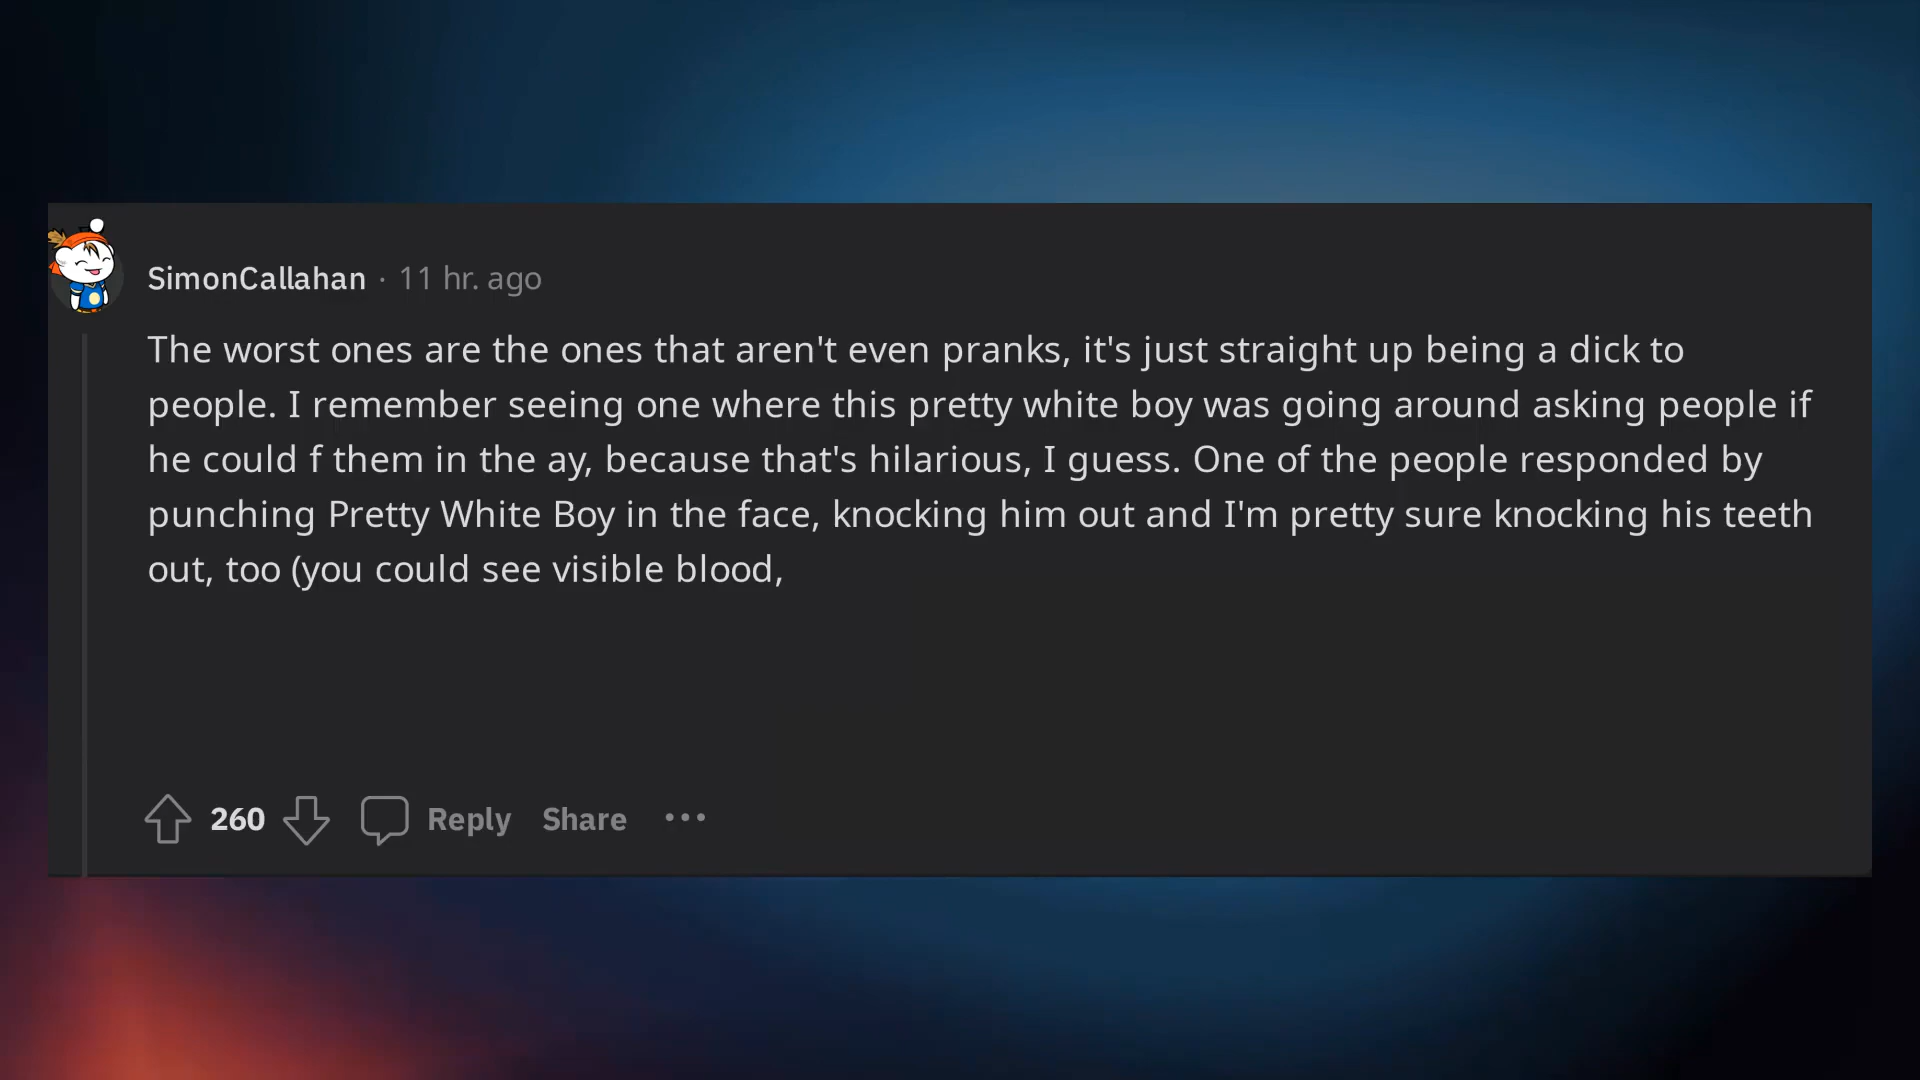 SimonCallahan · 11 hr. ago
The worst ones are the ones that aren't even pranks, it's just straight up being a dick to
people. I remember seeing one where this pretty white boy was going around asking people if
he could f them in the ay, because that's hilarious, I guess. One of the people responded by
punching Pretty White Boy in the face, knocking him out and I'm pretty sure knocking his teeth
out, too (you could see visible blood,
260 Reply Share ···